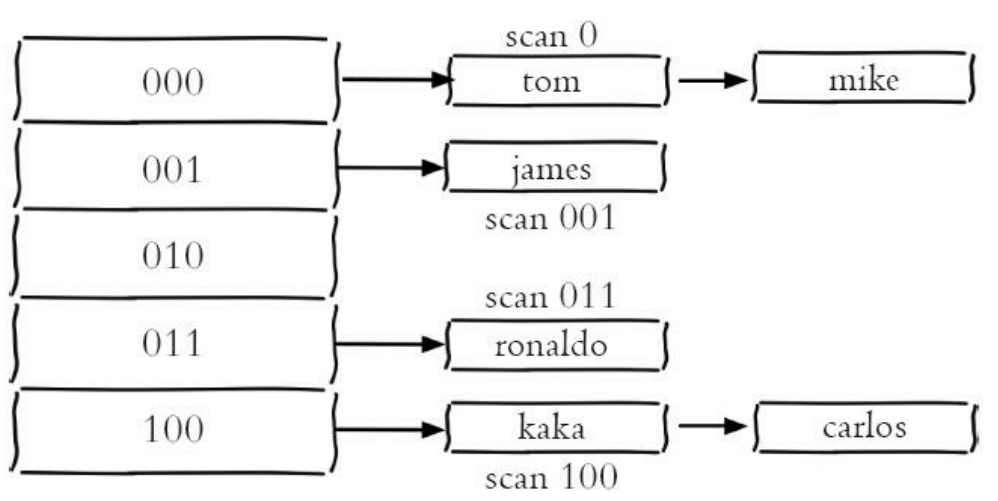 scan 0
000 tom mike
001 james
scan 001
010
scan 011
011 ronaldo
100 kaka carlos
scan 100